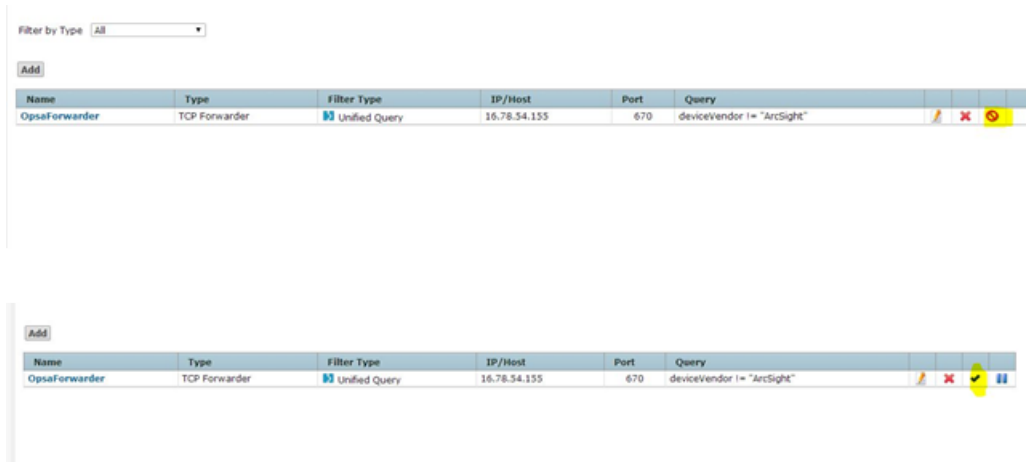 Filter by Type All
Add
Name Type Filter Type IP/Host Port Query
OpsaForwarder TCP Forwarder Unified Query 16.78.54.155 670 deviceVendor != "ArcSight"
Add
Name Type Filter Type IP/Host Port Query
OpsaForwarder TCP Forwarder Unified Query 16.78.54.155 670 deviceVendor != "ArcSight"